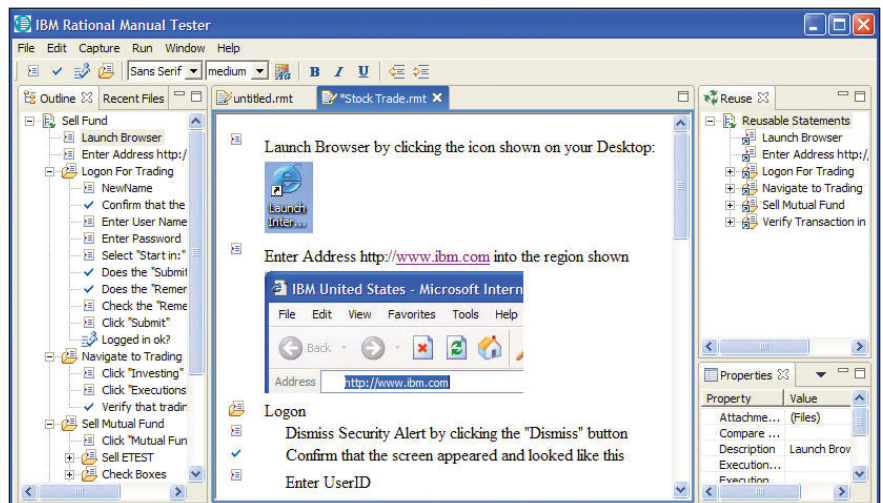 IBM Rational Manual Tester
File Edit Capture Run Window Help
Sans Serif medium B I U
Outline Recent Files
Sell Fund
Launch Browser
Enter Address http:/
Logon For Trading
NewName
Confirm that the
Enter User Name
Enter Password
Select "Start in:"
Does the "Submit
Does the "Remer
Check the "Reme
Click "Submit"
Logged in ok?
Navigate to Trading
Click "Investing"
Click "Executions
Verify that tradin
Sell Mutual Fund
Click "Mutual Fun
Sell ETEST
Check Boxes
untitled.rmt *Stock Trade.rmt
Launch Browser by clicking the icon shown on your Desktop:
Launch
Inter...
Enter Address http://www.ibm.com into the region shown
IBM United States - Microsoft Intern
File Edit View Favorites Tools Help
Back
Address http://www.ibm.com
Logon
Dismiss Security Alert by clicking the "Dismiss" button
Confirm that the screen appeared and looked like this
Enter UserID
Reuse
Reusable Statements
Launch Browser
Enter Address http:/
Logon For Trading
Navigate to Trading
Sell Mutual Fund
Verify Transaction in
Properties
Property Value
Attachme... (Files)
Compare ...
Description Launch Brow
Execution...
Execution